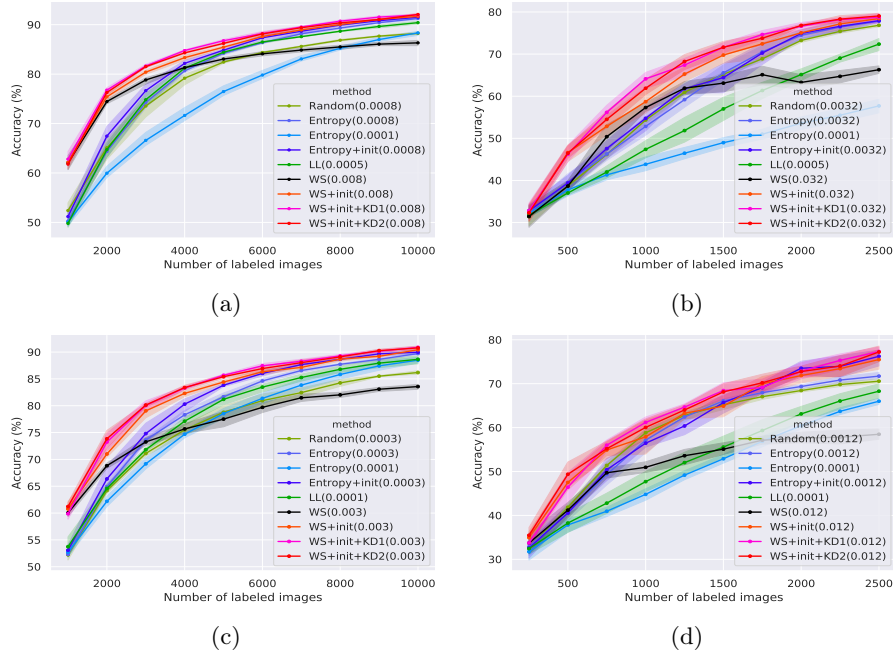 90
80
70
60
50
Accuracy (%)
method
Random(0.0008)
Entropy(0.0008)
Entropy(0.0001)
Entropy+init(0.0008)
LL(0.0005)
WS(0.008)
WS+init(0.008)
WS+init+KD1(0.008)
WS+init+KD2(0.008)
2000 4000 6000 8000 10000
Number of labeled images
(a)
80
70
60
50
40
30
Accuracy (%)
method
Random(0.0032)
Entropy(0.0032)
Entropy(0.0001)
Entropy+init(0.0032)
LL(0.0005)
WS(0.032)
WS+init(0.032)
WS+init+KD1(0.032)
WS+init+KD2(0.032)
500 1000 1500 2000 2500
Number of labeled images
(b)
90
85
80
75
70
65
60
55
50
Accuracy (%)
method
Random(0.0003)
Entropy(0.0003)
Entropy(0.0001)
Entropy+init(0.0003)
LL(0.0001)
WS(0.003)
WS+init(0.003)
WS+init+KD1(0.003)
WS+init+KD2(0.003)
2000 4000 6000 8000 10000
Number of labeled images
(c)
80
70
60
50
40
30
Accuracy (%)
method
Random(0.0012)
Entropy(0.0012)
Entropy(0.0001)
Entropy+init(0.0012)
LL(0.0001)
WS(0.012)
WS+init(0.012)
WS+init+KD1(0.012)
WS+init+KD2(0.012)
500 1000 1500 2000 2500
Number of labeled images
(d)